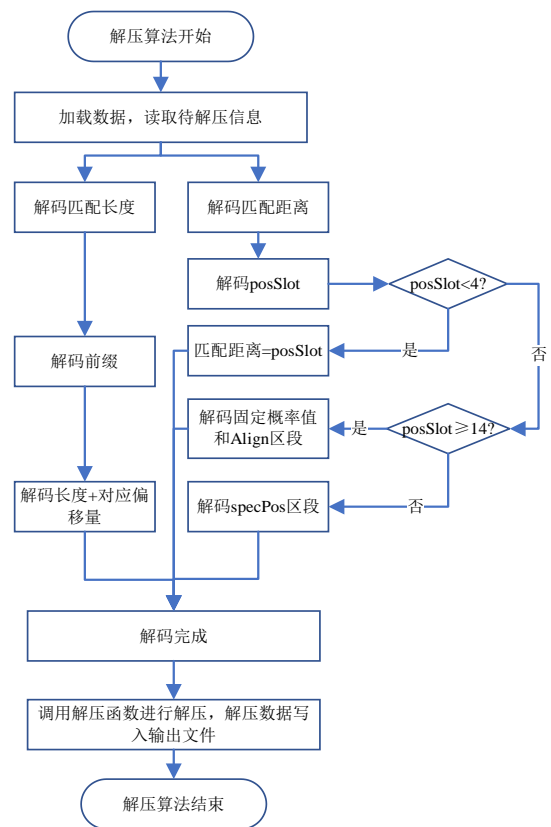 解压算法开始
加载数据，读取待解压信息
解码匹配长度
解码匹配距离
解码posSlot
posSlot<4?
匹配距离=posSlot
是
否
解码前缀
解码固定概率值
和Align区段
是
posSlot≥14?
解码长度+对应偏
移量
解码specPos区段
否
解码完成
调用解压函数进行解压，解压数据写
入输出文件
解压算法结束